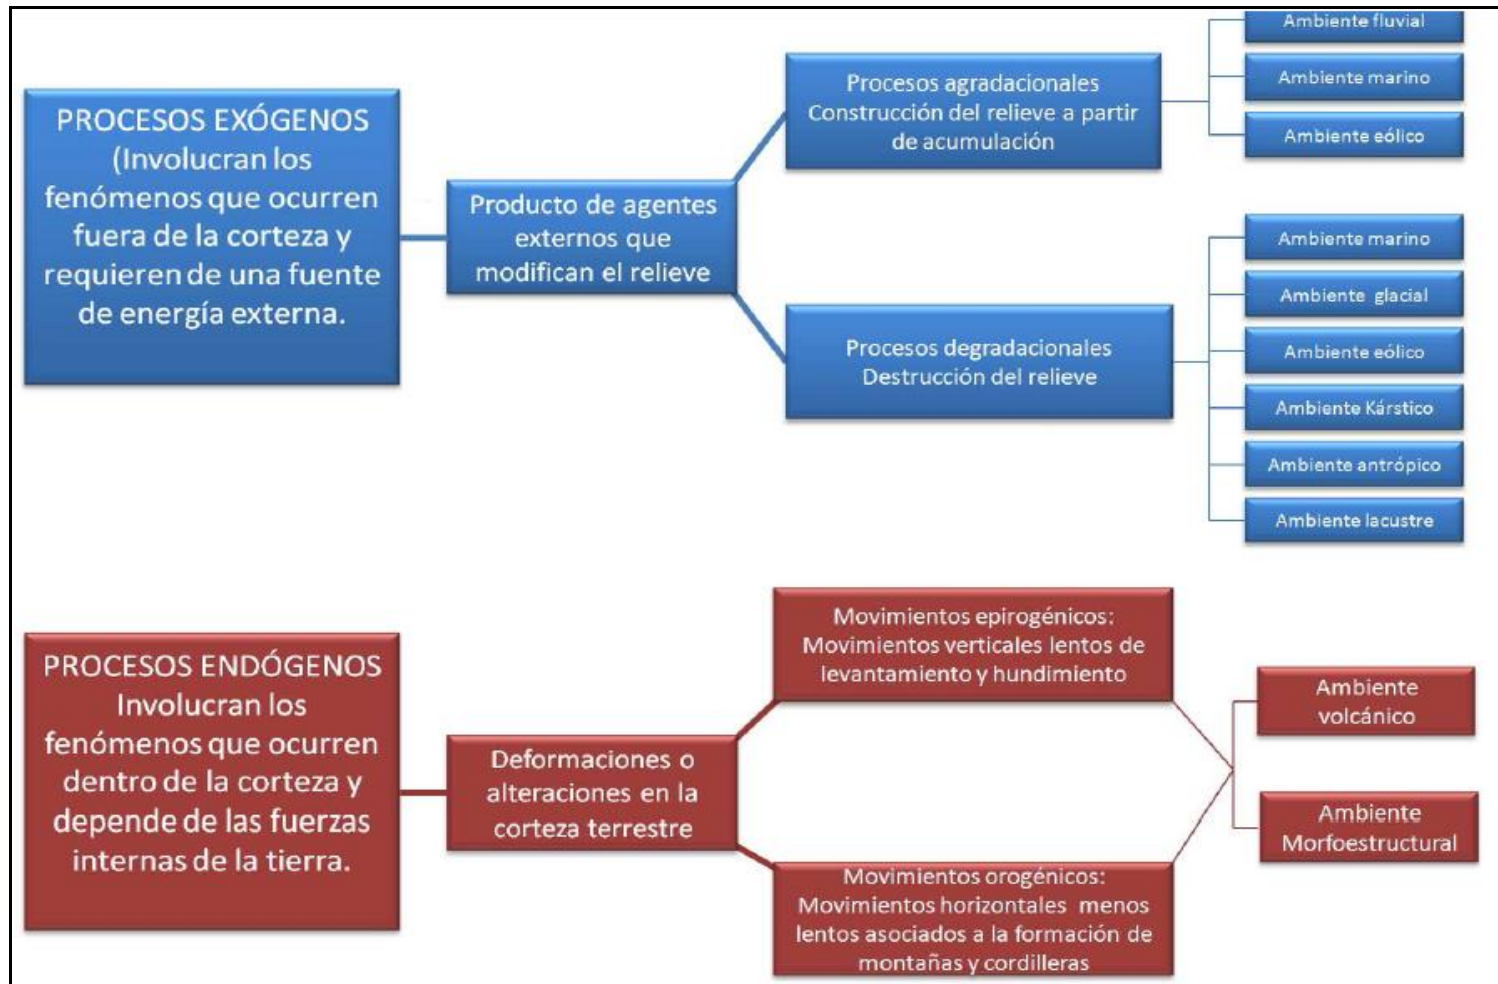 PROCESOS EXÓGENOS
(Involucran los
fenómenos que ocurren
fuera de la corteza y
requieren de una fuente
de energía externa.
Producto de agentes
externos que
modifican el relieve
Procesos agradacionales
Construcción del relieve a partir
de acumulación
Ambiente fluvial
Ambiente marino
Ambiente eólico
Procesos degradacionales
Destrucción del relieve
Ambiente marino
Ambiente glacial
Ambiente eólico
Ambiente Kárstico
Ambiente antrópico
Ambiente lacustre
PROCESOS ENDÓGENOS
Involucran los
fenómenos que ocurren
dentro de la corteza y
depende de las fuerzas
internas de la tierra.
Deformaciones o
alteraciones en la
corteza terrestre
Movimientos epirogénicos:
Movimientos verticales lentos de
levantamiento y hundimiento
Movimientos orogénicos:
Movimientos horizontales menos
lentos asociados a la formación de
montañas y cordilleras
Ambiente
volcánico
Ambiente
Morfoestructural